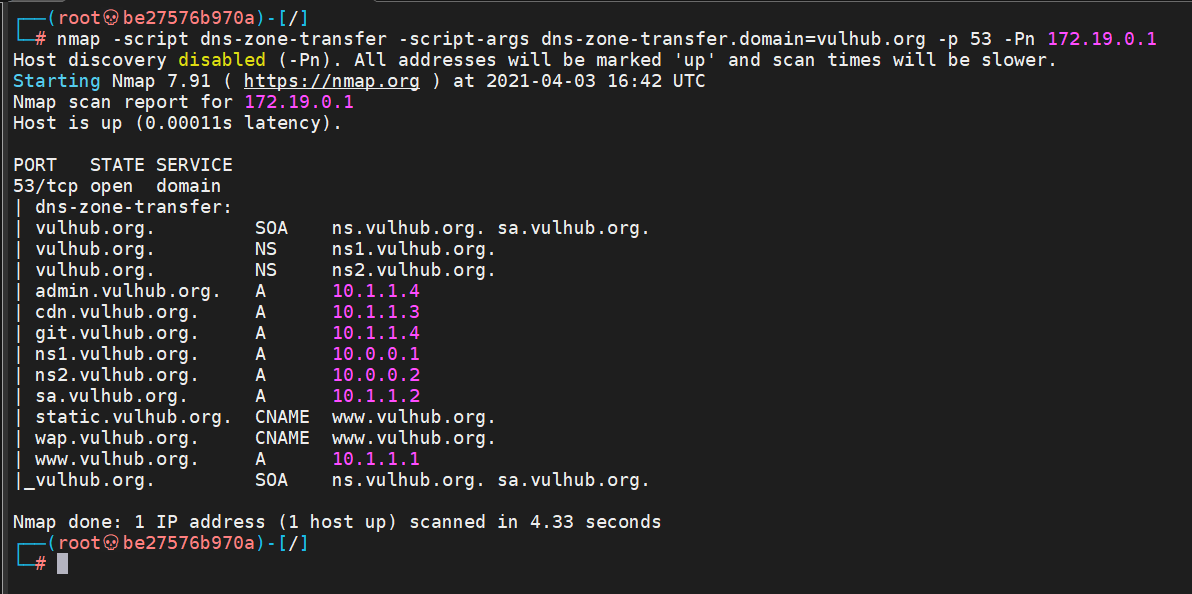 ┌──(root💀be27576b970a)-[/]
└─# nmap -script dns-zone-transfer -script-args dns-zone-transfer.domain=vulhub.org -p 53 -Pn 172.19.0.1
Host discovery disabled (-Pn). All addresses will be marked 'up' and scan times will be slower.
Starting Nmap 7.91 ( https://nmap.org ) at 2021-04-03 16:42 UTC
Nmap scan report for 172.19.0.1
Host is up (0.00011s latency).

PORT   STATE SERVICE
53/tcp open  domain
| dns-zone-transfer:
| vulhub.org.         SOA    ns.vulhub.org. sa.vulhub.org.
| vulhub.org.         NS     ns1.vulhub.org.
| vulhub.org.         NS     ns2.vulhub.org.
| admin.vulhub.org.   A      10.1.1.4
| cdn.vulhub.org.     A      10.1.1.3
| git.vulhub.org.     A      10.1.1.4
| ns1.vulhub.org.     A      10.0.0.1
| ns2.vulhub.org.     A      10.0.0.2
| sa.vulhub.org.      A      10.1.1.2
| static.vulhub.org.  CNAME  www.vulhub.org.
| wap.vulhub.org.     CNAME  www.vulhub.org.
| www.vulhub.org.     A      10.1.1.1
|_vulhub.org.         SOA    ns.vulhub.org. sa.vulhub.org.

Nmap done: 1 IP address (1 host up) scanned in 4.33 seconds
┌──(root💀be27576b970a)-[/]
└─#